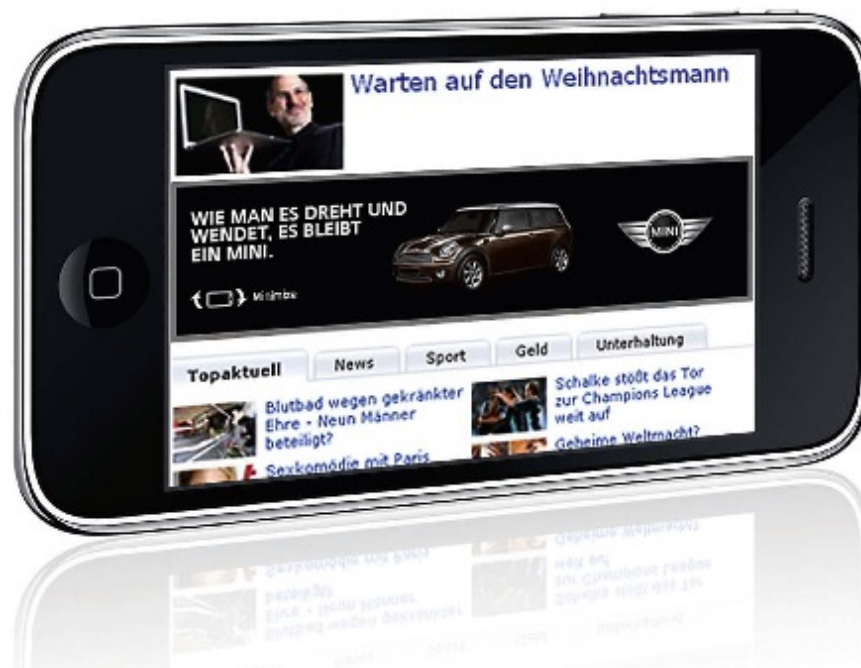 Warten auf den Weihnachtsmann
WIE MAN ES DREHT UND
WENDET, ES BLEIBT
EIN MINI.
Minimize
MINI
Topaktuell
News
Sport
Geld
Unterhaltung
Blutbad wegen gekränkter
Ehre - Neun Männer
beteiligt?
Sexkomödie mit Paris
Schalke stößt das Tor
zur Champions League
weit auf
Geheime Weltmacht?